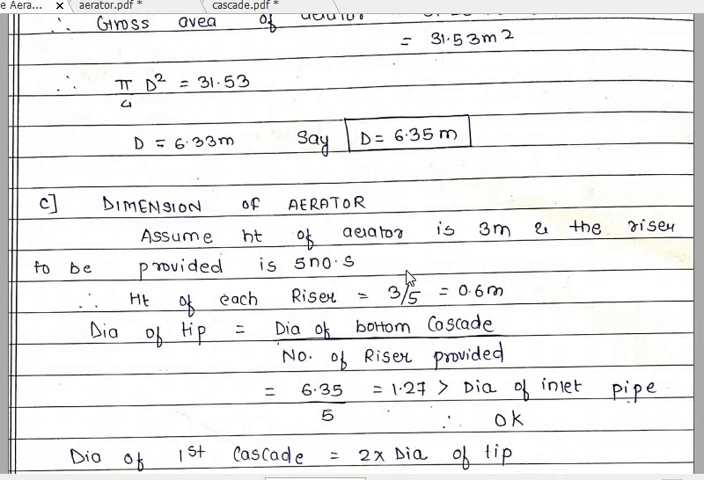 e Aera... x aerator.pdf * cascade.pdf *
∴ Gross area of aerator
= 31.53m2
∴ π/4 D² = 31.53
D = 6.33m Say D = 6.35 m
c] DIMENSION OF AERATOR
Assume ht of aerator is 3m & the riser
to be provided is 5no.s
∴ Ht of each Riser = 3/5 = 0.6m
Dia of tip = Dia of bottom Cascade
No. of Riser provided
= 6.35/5 = 1.27 > Dia of inlet pipe
∴ OK
Dia of 1st Cascade = 2x Dia of tip